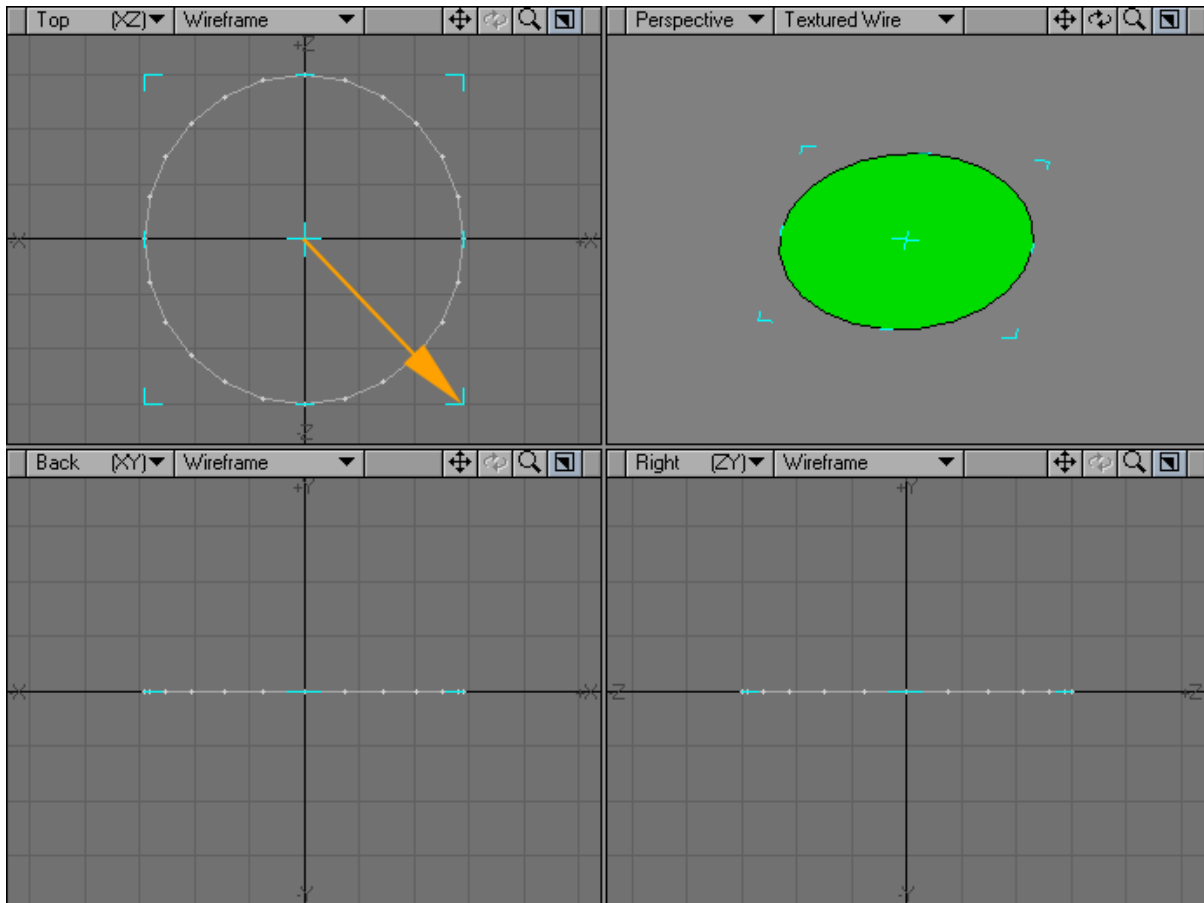 Top (XZ) Wireframe
Perspective Textured Wire
+Z
-X +X
-Z
Back (XY) Wireframe
Right (ZY) Wireframe
+Y +Y
-X +X -Z +Z
-Y -Y